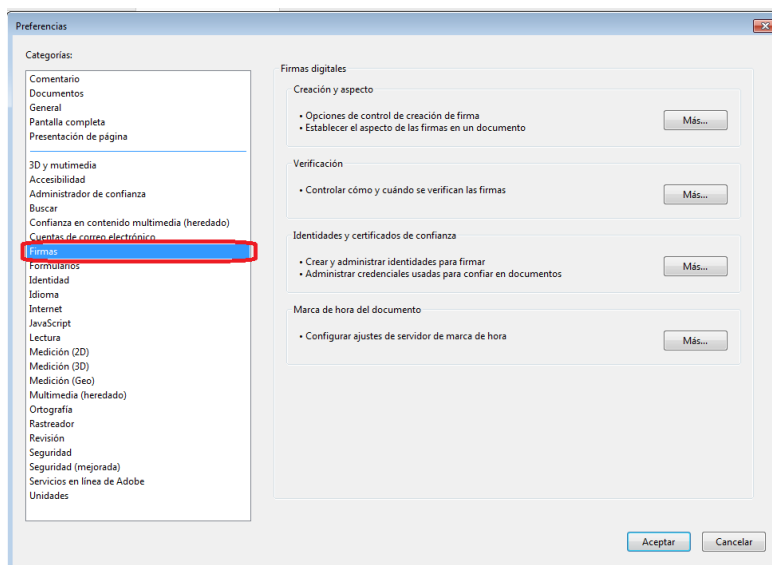 Preferencias
Categorías:
Comentario
Documentos
General
Pantalla completa
Presentación de página
3D y mutimedia
Accesibilidad
Administrador de confianza
Buscar
Confianza en contenido multimedia (heredado)
Cuentas de correo electrónico
Firmas
Formularios
Identidad
Idioma
Internet
JavaScript
Lectura
Medición (2D)
Medición (3D)
Medición (Geo)
Multimedia (heredado)
Ortografía
Rastreador
Revisión
Seguridad
Seguridad (mejorada)
Servicios en línea de Adobe
Unidades
Firmas digitales
Creación y aspecto
• Opciones de control de creación de firma
• Establecer el aspecto de las firmas en un documento
Más...
Verificación
• Controlar cómo y cuándo se verifican las firmas
Más...
Identidades y certificados de confianza
• Crear y administrar identidades para firmar
• Administrar credenciales usadas para confiar en documentos
Más...
Marca de hora del documento
• Configurar ajustes de servidor de marca de hora
Más...
Aceptar
Cancelar